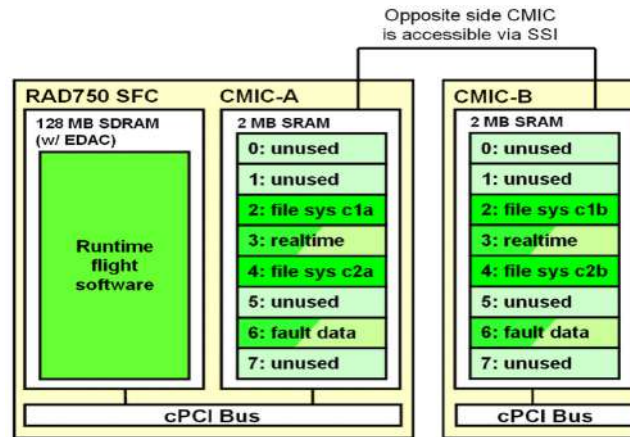 Opposite side CMIC
is accessible via SSI
RAD750 SFC
128 MB SDRAM
(w/ EDAC)
Runtime
flight
software
CMIC-A
2 MB SRAM
0: unused
1: unused
2: file sys c1a
3: realtime
4: file sys c2a
5: unused
6: fault data
7: unused
cPCI Bus
CMIC-B
2 MB SRAM
0: unused
1: unused
2: file sys c1b
3: realtime
4: file sys c2b
5: unused
6: fault data
7: unused
cPCI Bus